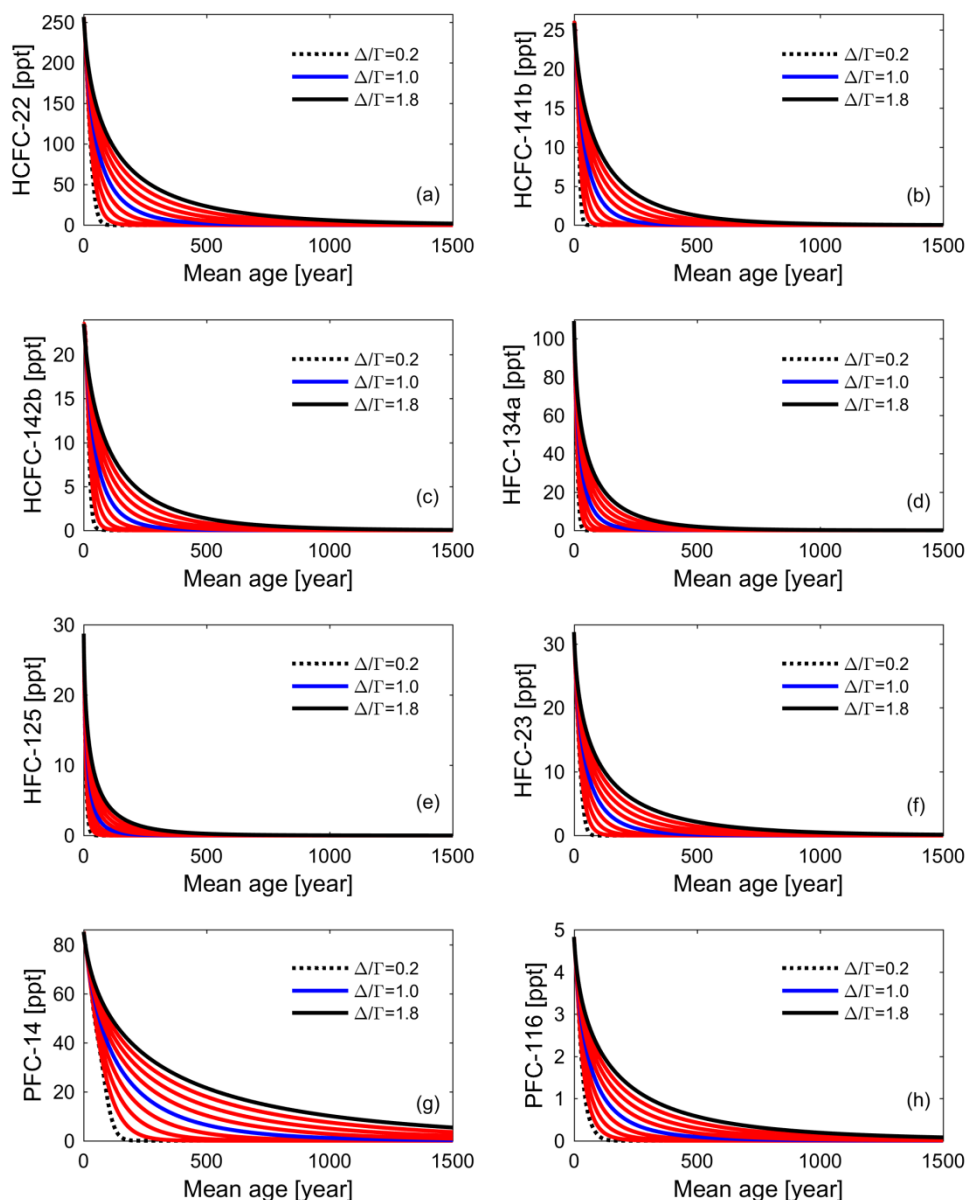 HCFC-22 [ppt]
250
200
150
100
50
0
Δ/Γ=0.2
Δ/Γ=1.0
Δ/Γ=1.8
(a)
0 500 1000 1500
Mean age [year]
HCFC-141b [ppt]
25
20
15
10
5
0
Δ/Γ=0.2
Δ/Γ=1.0
Δ/Γ=1.8
(b)
0 500 1000 1500
Mean age [year]
HCFC-142b [ppt]
20
15
10
5
0
Δ/Γ=0.2
Δ/Γ=1.0
Δ/Γ=1.8
(c)
0 500 1000 1500
Mean age [year]
HFC-134a [ppt]
100
80
60
40
20
0
Δ/Γ=0.2
Δ/Γ=1.0
Δ/Γ=1.8
(d)
0 500 1000 1500
Mean age [year]
HFC-125 [ppt]
30
20
10
0
Δ/Γ=0.2
Δ/Γ=1.0
Δ/Γ=1.8
(e)
0 500 1000 1500
Mean age [year]
HFC-23 [ppt]
30
20
10
0
Δ/Γ=0.2
Δ/Γ=1.0
Δ/Γ=1.8
(f)
0 500 1000 1500
Mean age [year]
PFC-14 [ppt]
80
60
40
20
0
Δ/Γ=0.2
Δ/Γ=1.0
Δ/Γ=1.8
(g)
0 500 1000 1500
Mean age [year]
PFC-116 [ppt]
5
4
3
2
1
0
Δ/Γ=0.2
Δ/Γ=1.0
Δ/Γ=1.8
(h)
0 500 1000 1500
Mean age [year]